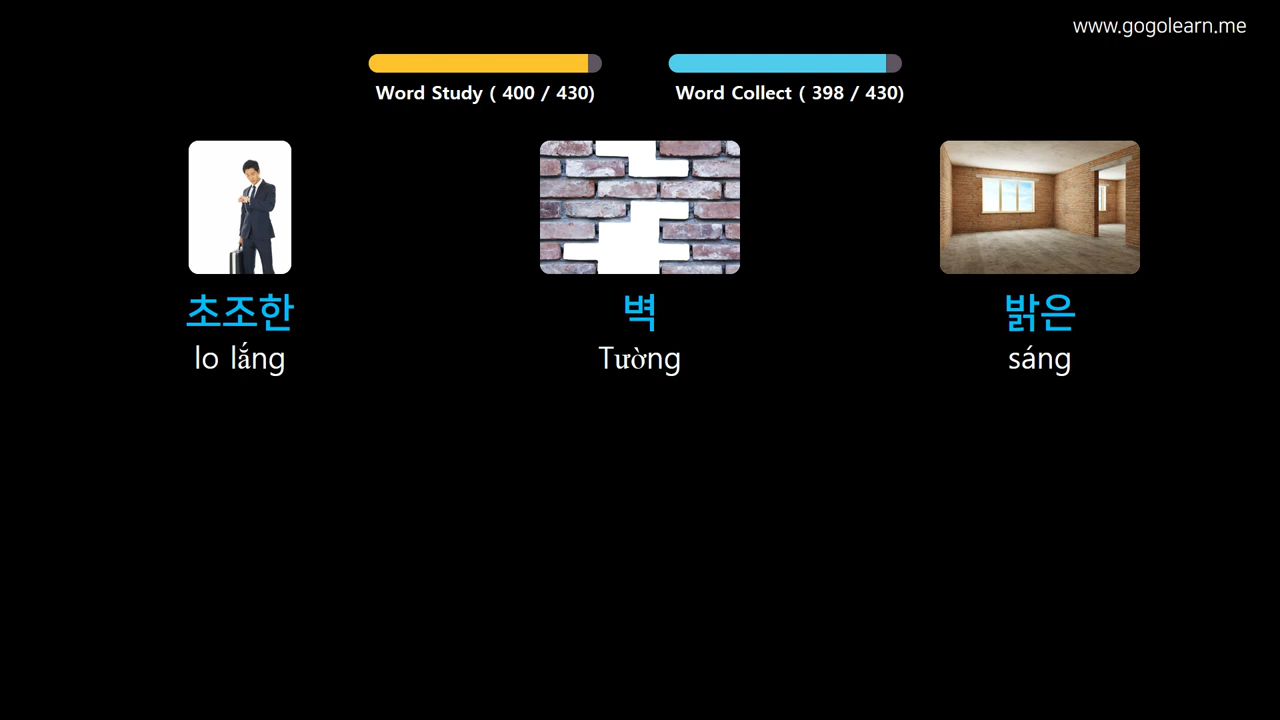 www.gogolearn.me
Word Study ( 400 / 430)
Word Collect ( 398 / 430)
초조한
lo lắng
벽
Tường
밝은
sáng